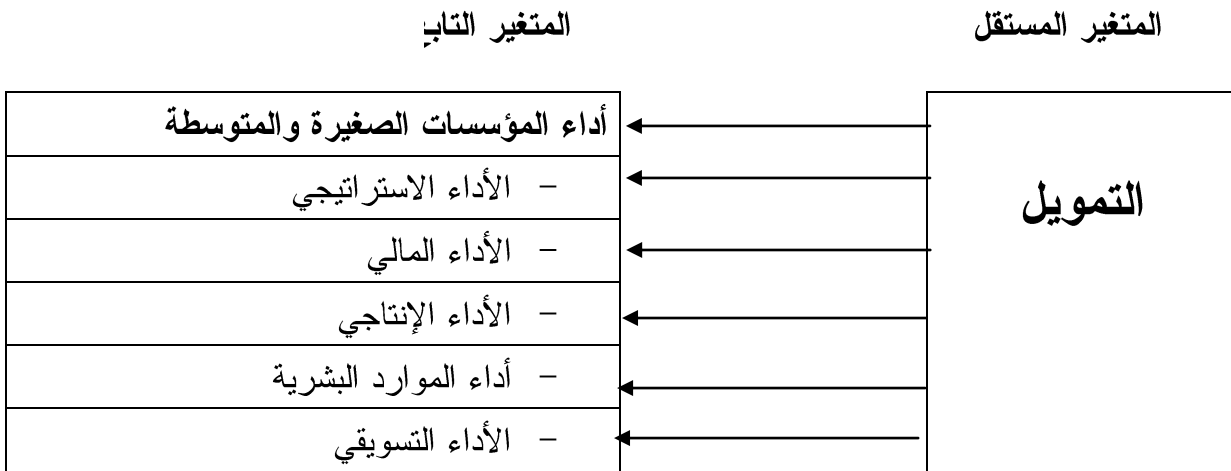 المتغير المستقل
المتغير التابع
التمويل
أداء المؤسسات الصغيرة والمتوسطة
- الأداء الاستراتيجي
- الأداء المالي
- الأداء الإنتاجي
- أداء الموارد البشرية
- الأداء التسويقي